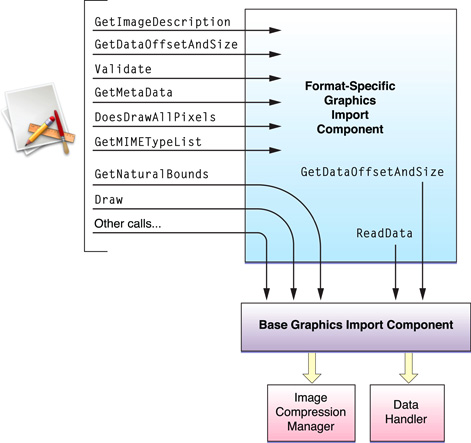 GetImageDescription
GetDataOffsetAndSize
Validate
GetMetaData
DoesDrawAllPixels
GetMIMETypeList
GetNaturalBounds
Draw
Other calls...
Format-Specific
Graphics
Import
Component
GetDataOffsetAndSize
ReadData
Base Graphics Import Component
Image
Compression
Manager
Data
Handler